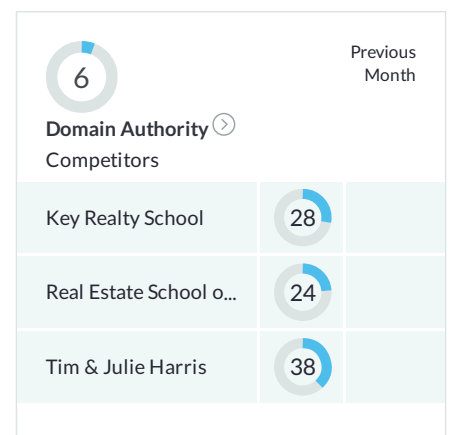 6
Previous
Month
Domain Authority
Competitors
Key Realty School 28
Real Estate School o... 24
Tim & Julie Harris 38